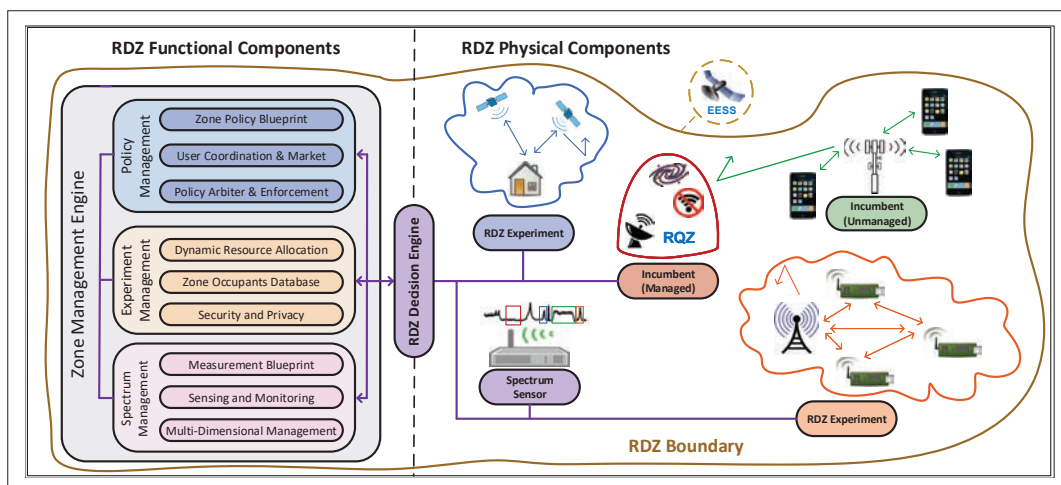 RDZ Functional Components
RDZ Physical Components
Zone Management Engine
Policy
Management
Zone Policy Blueprint
User Coordination & Market
Policy Arbiter & Enforcement
Experiment
Management
Dynamic Resource Allocation
Zone Occupants Database
Security and Privacy
Spectrum
Management
Measurement Blueprint
Sensing and Monitoring
Multi-Dimensional Management
RDZ Decision Engine
EESS
RDZ Experiment
RQZ
Incumbent
(Managed)
Incumbent
(Unmanaged)
Spectrum
Sensor
RDZ Experiment
RDZ Boundary